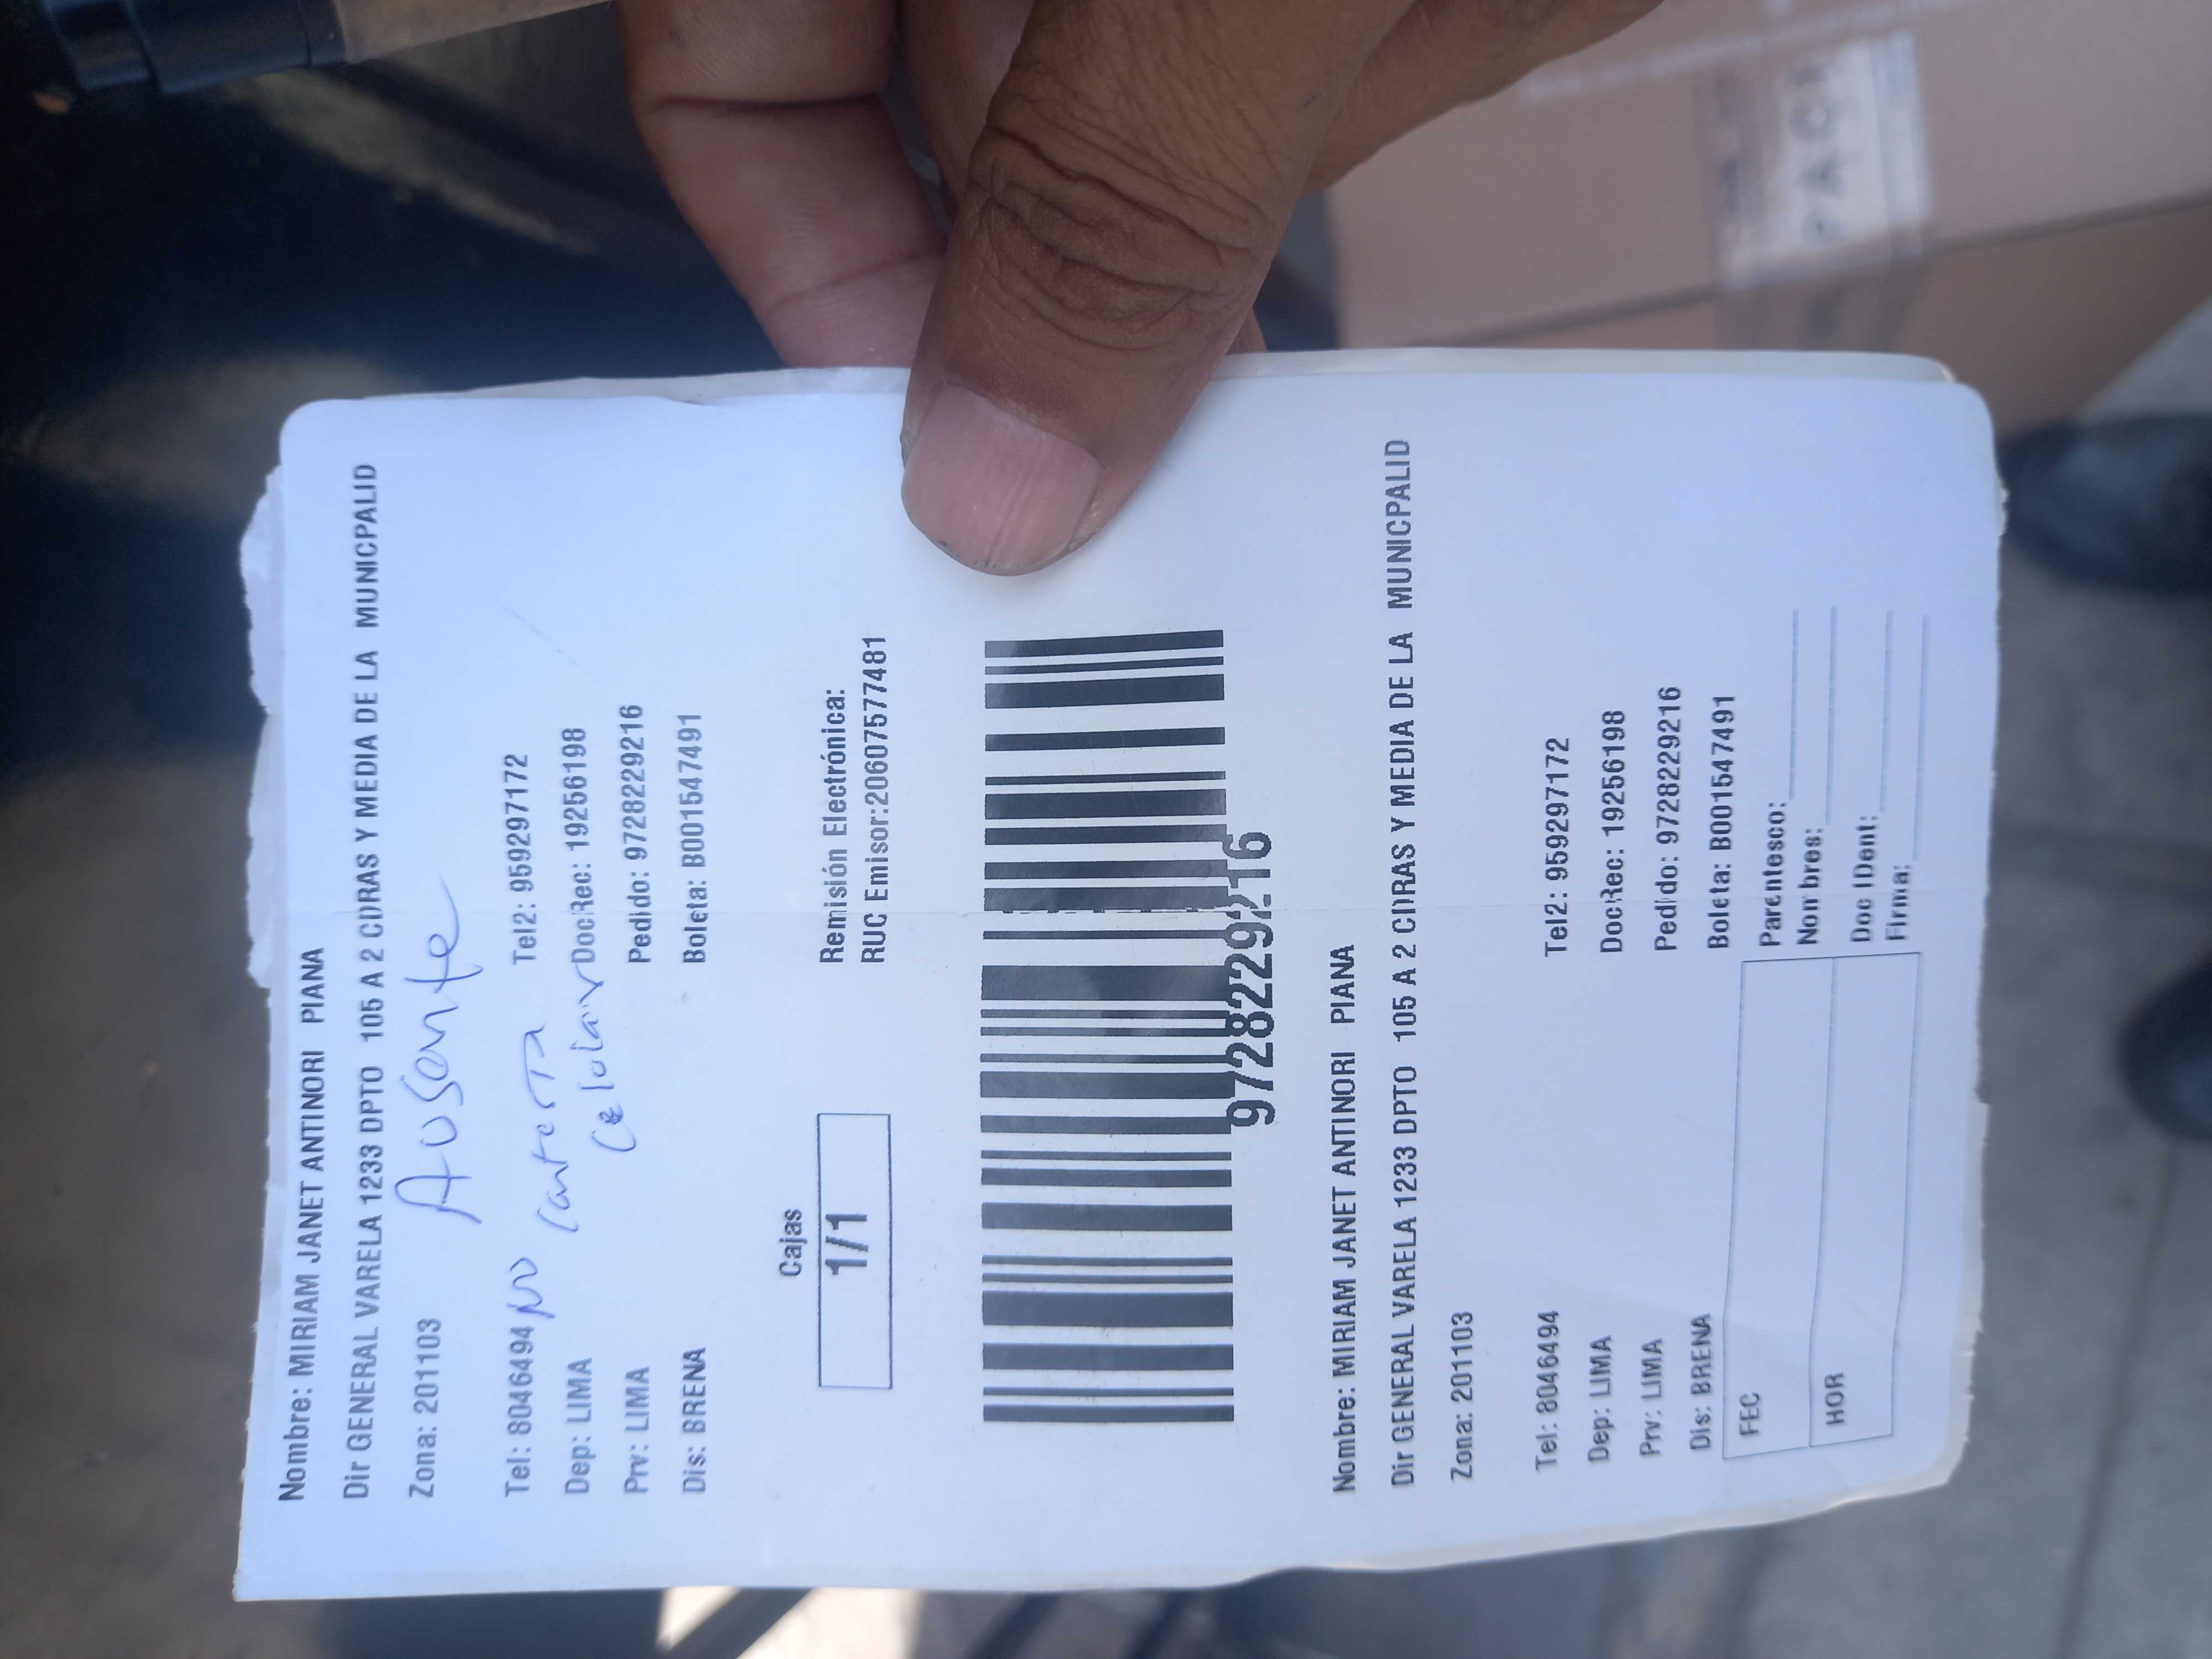 Nombre: MIRIAM JANET ANTINORI PIANA
Dir GENERAL VARELA 1233 DPTO 105 A 2 CDRAS Y MEDIA DE LA MUNICPALID
Zona: 201103
Ausente
Tel: 8046494
Tel2: 959297172
NO contesta
celular
Dep: LIMA
DocRec: 19256198
Prv: LIMA
Pedido: 9728229216
Dis: BRENA
Boleta: B001547491
Cajas
1/1
Remisión Electrónica:
RUC Emisor:20607577481
9728229216
Nombre: MIRIAM JANET ANTINORI PIANA
Dir GENERAL VARELA 1233 DPTO 105 A 2 CDRAS Y MEDIA DE LA MUNICPALID
Zona: 201103
Tel: 8046494
Tel2: 959297172
Dep: LIMA
DocRec: 19256198
Prv: LIMA
Pedido: 9728229216
Dis: BRENA
Boleta: B001547491
FEC
Parentesco:
Nombres:
HOR
Doc IDent:
Firma: